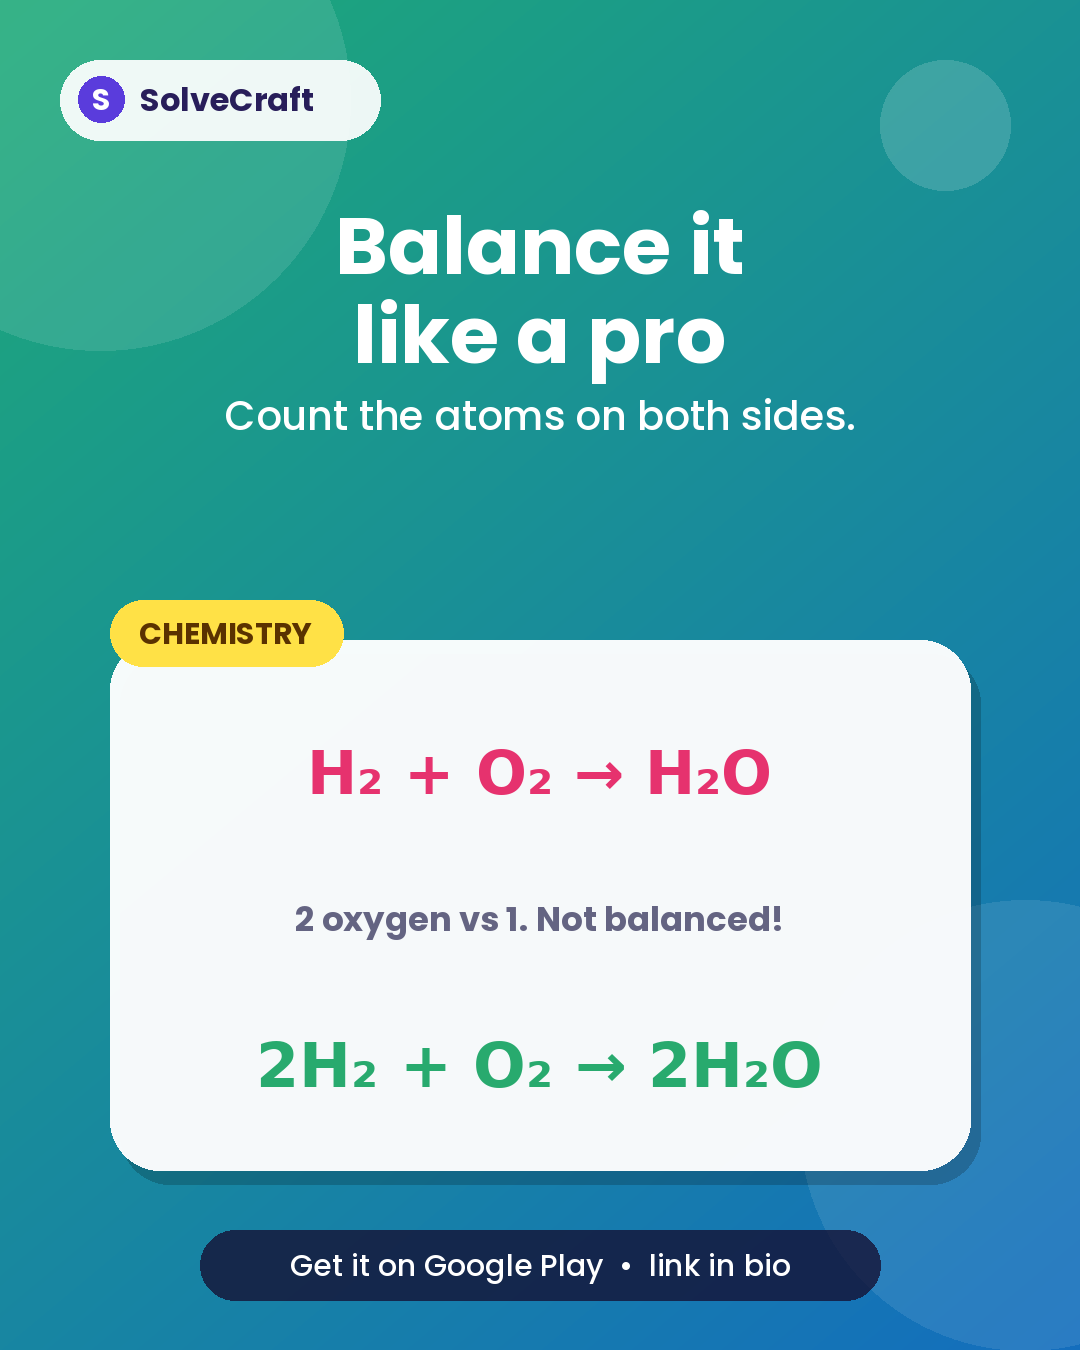 S SolveCraft
Balance it
like a pro
Count the atoms on both sides.
CHEMISTRY
H₂ + O₂ → H₂O
2 oxygen vs 1. Not balanced!
2H₂ + O₂ → 2H₂O
Get it on Google Play • link in bio